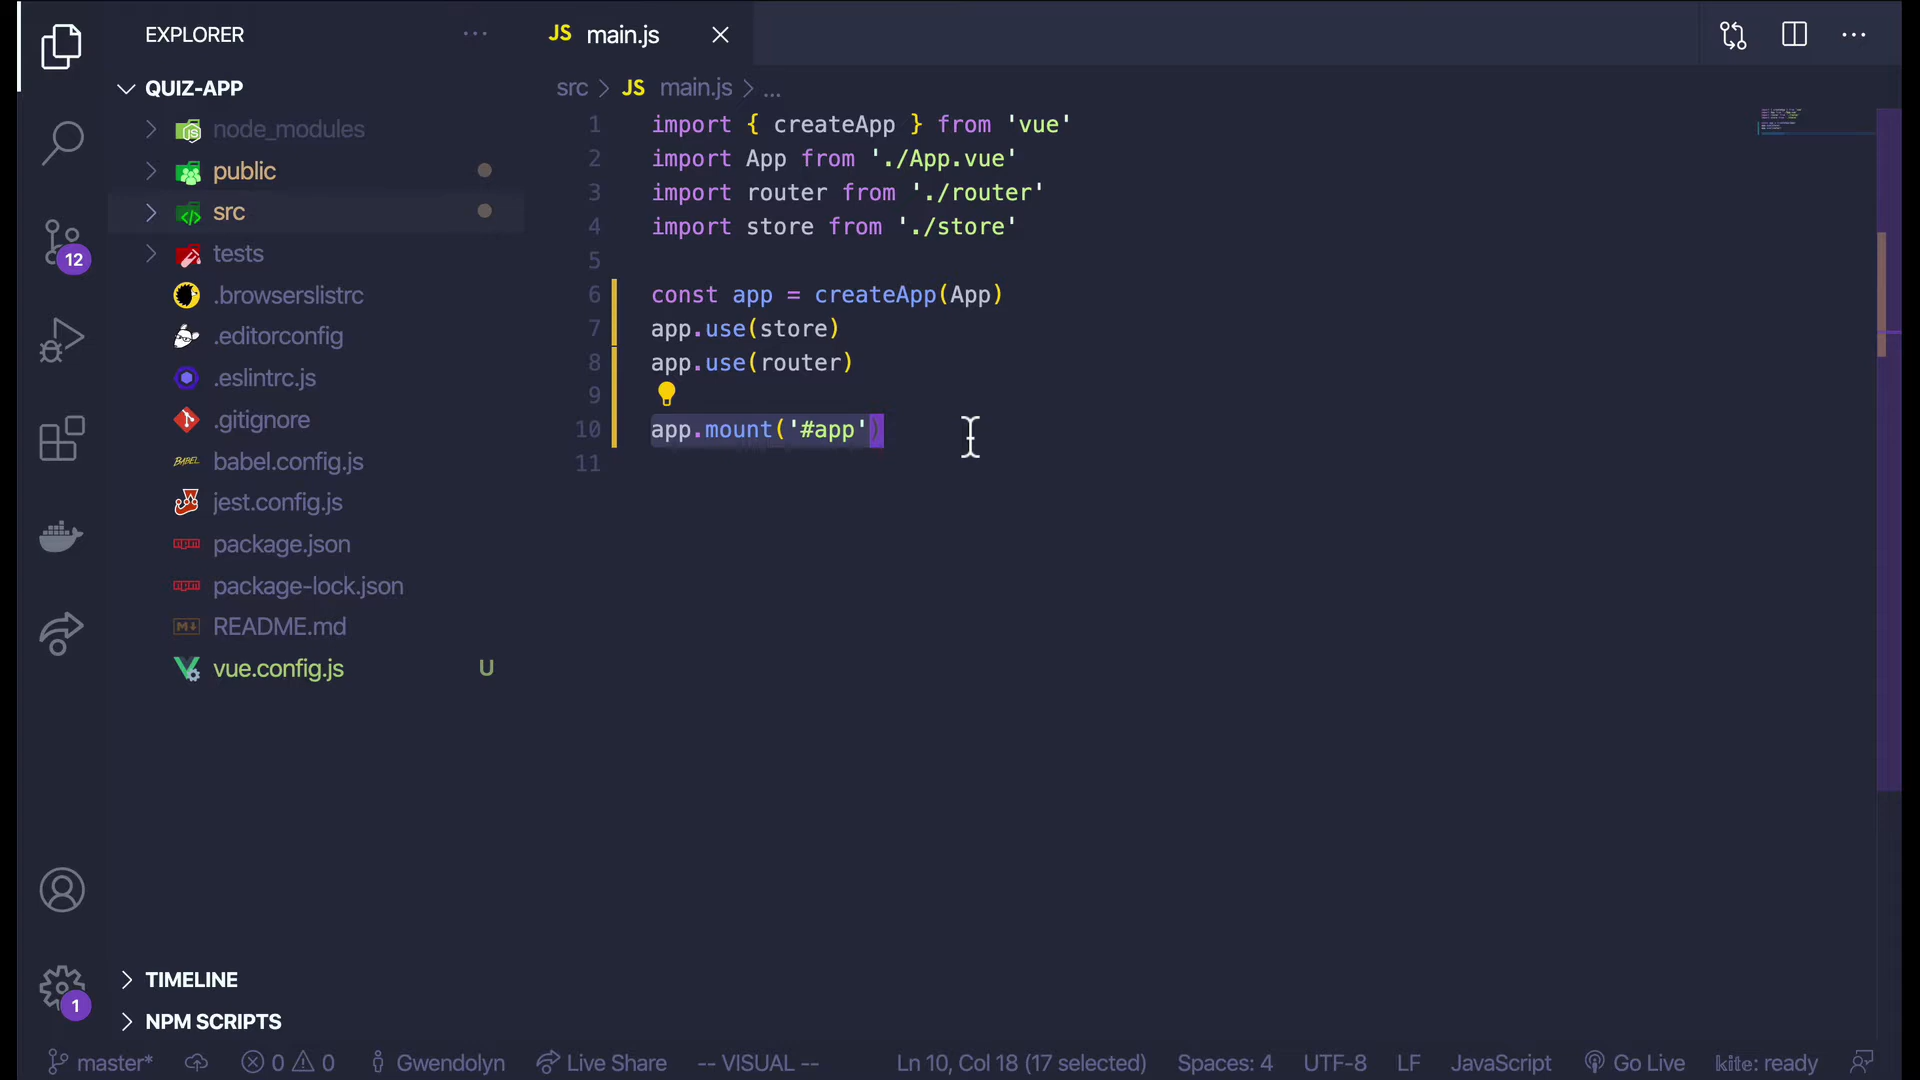 EXPLORER
QUIZ-APP
node_modules
public
src
tests
.browserslistrc
.editorconfig
.eslintrc.js
.gitignore
BABEL babel.config.js
jest.config.js
npm package.json
npm package-lock.json
M README.md
vue.config.js U
TIMELINE
NPM SCRIPTS
12
1
JS main.js
src > JS main.js > ...
1 import { createApp } from 'vue'
2 import App from './App.vue'
3 import router from './router'
4 import store from './store'
5
6 const app = createApp(App)
7 app.use(store)
8 app.use(router)
9
10 app.mount('#app')
11
master* 0 0 Gwendolyn Live Share -- VISUAL -- Ln 10, Col 18 (17 selected) Spaces: 4 UTF-8 LF JavaScript Go Live kite: ready